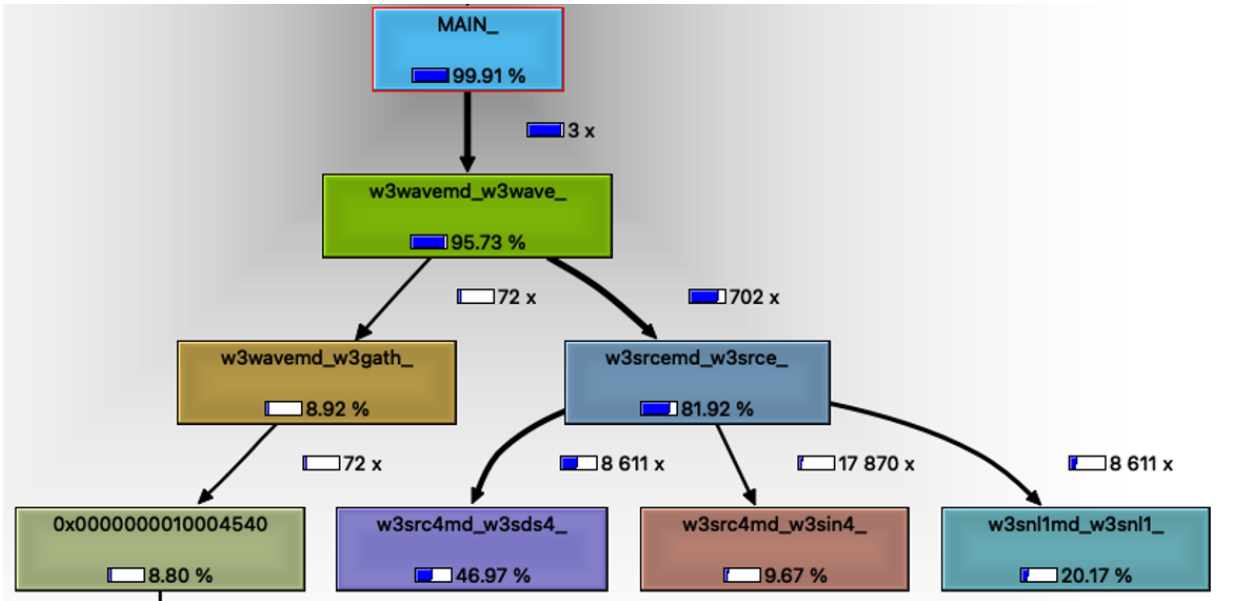 MAIN_
99.91 %
3 x
w3wavemd_w3wave_
95.73 %
72 x
702 x
w3wavemd_w3gath_
8.92 %
w3srcemd_w3srce_
81.92 %
72 x
8 611 x
17 870 x
8 611 x
0x0000000010004540
8.80 %
w3src4md_w3sds4_
46.97 %
w3src4md_w3sin4_
9.67 %
w3snl1md_w3snl1_
20.17 %